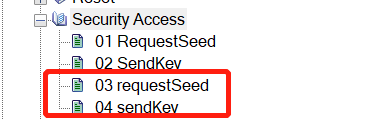 Reset
Security Access
01 RequestSeed
02 SendKey
03 requestSeed
04 sendKey